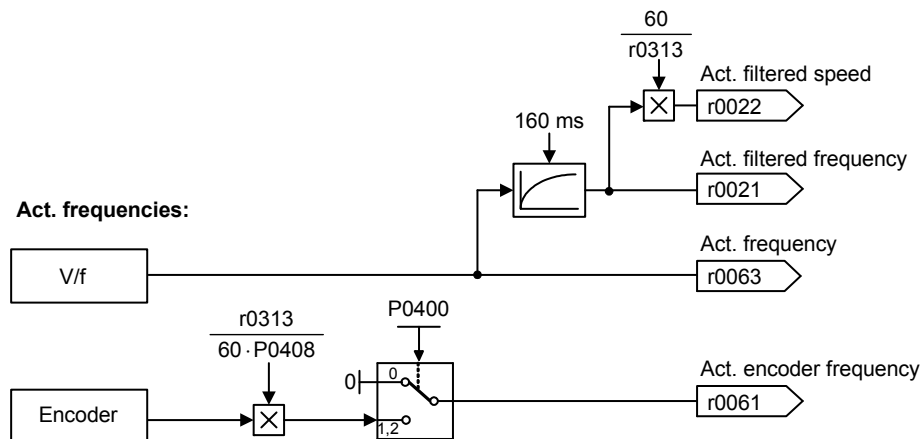 60
r0313
Act. filtered speed
r0022
160 ms
Act. filtered frequency
r0021
Act. frequencies:
Act. frequency
V/f
r0063
r0313
60 · P0408
P0400
Act. encoder frequency
0
0
Encoder
1,2
r0061